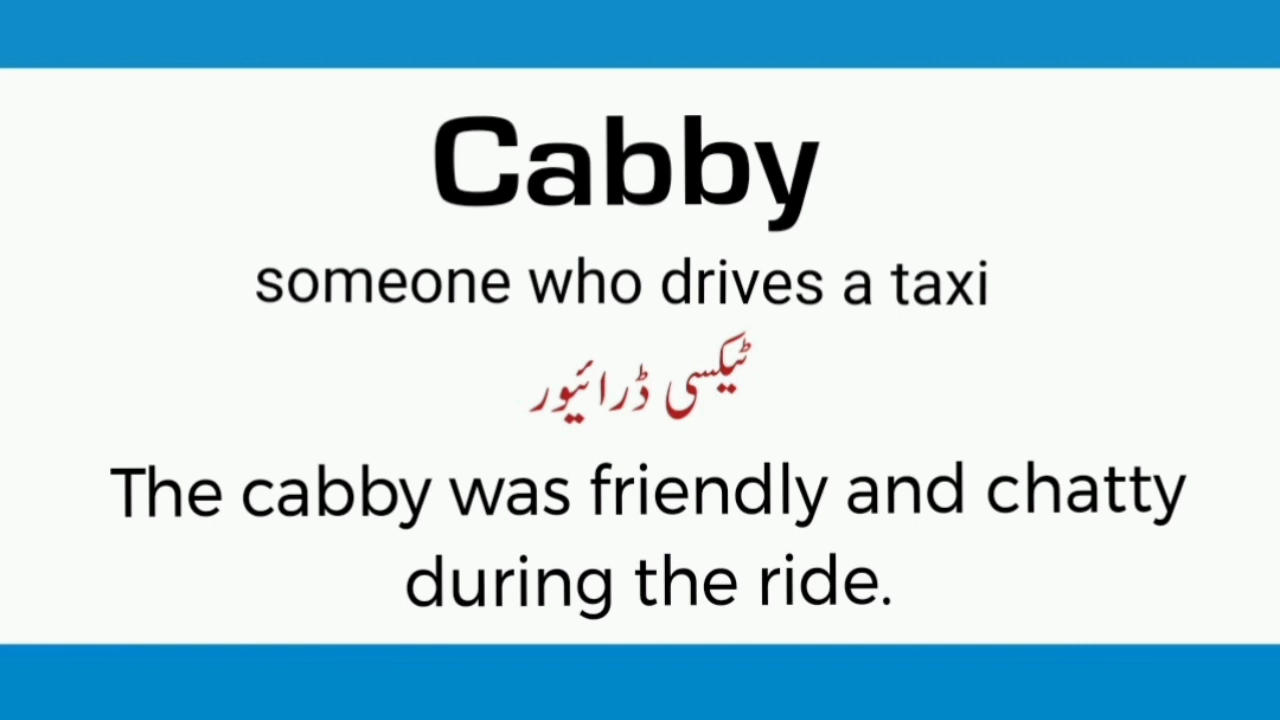 Cabby
someone who drives a taxi
ٹیکسی ڈرائیور
The cabby was friendly and chatty
during the ride.